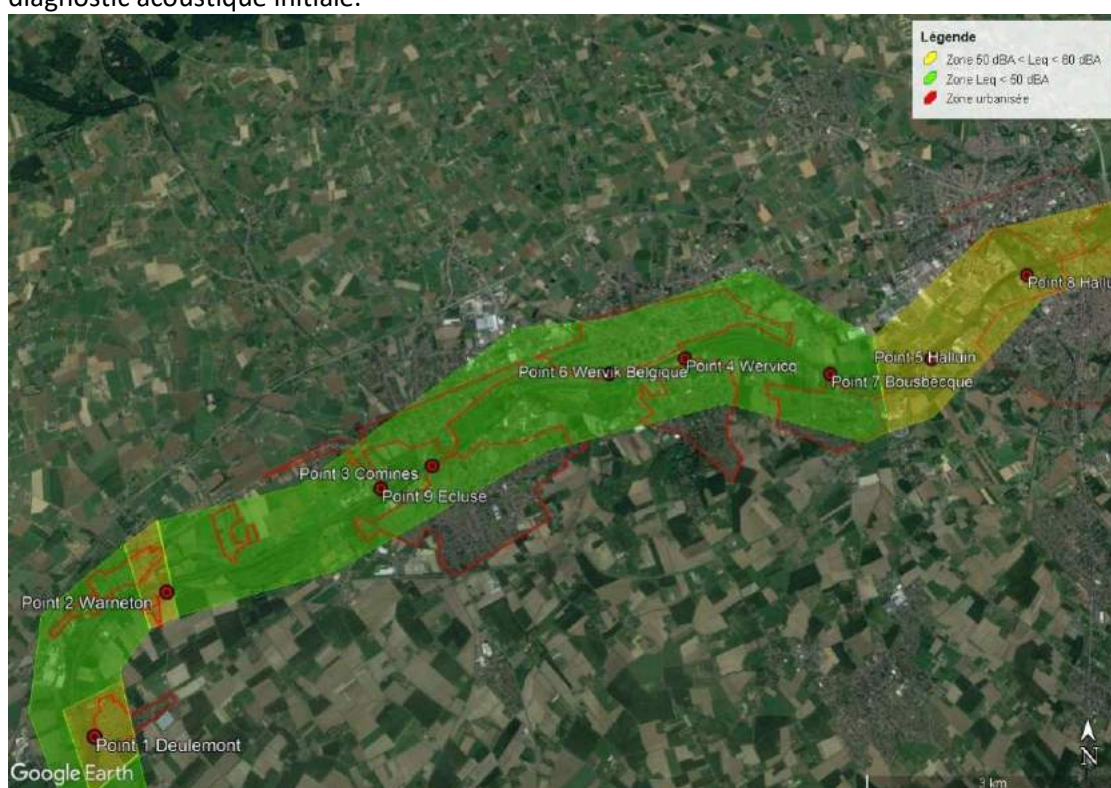 diagnostic acoustique initiale.
Légende
Zone 50 dBA < Leq < 60 dBA
Zone Leq < 50 dBA
Zone urbanisée
Point 8 Hallu
Point 5 Halluin
Point 4 Wervicq
Point 6 Wervik Belgique
Point 7 Bousbecque
Point 3 Comines
Point 9 Ecluse
Point 2 Warneton
Point 1 Deulemont
N
Google Earth
3 km